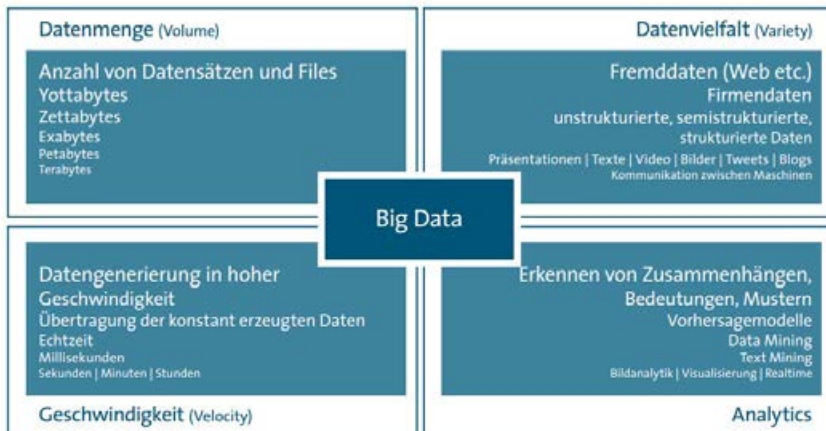 Datenmenge (Volume)
Anzahl von Datensätzen und Files
Yottabytes
Zettabytes
Exabytes
Petabytes
Terabytes
Datenvielfalt (Variety)
Fremddaten (Web etc.)
Firmendaten
unstrukturierte, semistrukturierte,
strukturierte Daten
Präsentationen | Texte | Video | Bilder | Tweets | Blogs
Kommunikation zwischen Maschinen
Big Data
Datengenerierung in hoher
Geschwindigkeit
Übertragung der konstant erzeugten Daten
Echtzeit
Millisekunden
Sekunden | Minuten | Stunden
Geschwindigkeit (Velocity)
Erkennen von Zusammenhängen,
Bedeutungen, Mustern
Vorhersagemodelle
Data Mining
Text Mining
Bildanalytik | Visualisierung | Realtime
Analytics